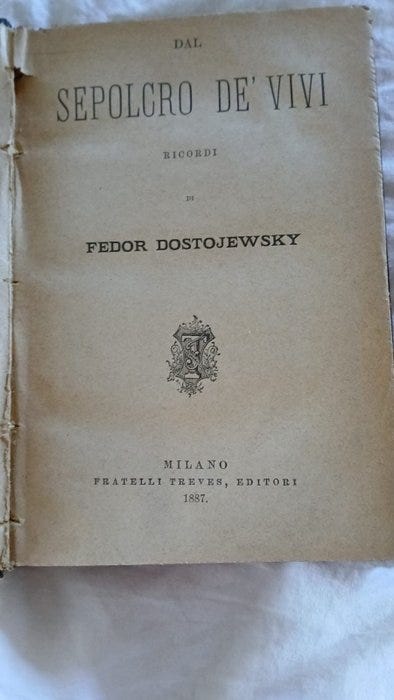 DAL
SEPOLCRO DE' VIVI
RICORDI
DI
FEDOR DOSTOJEWSKY
MILANO
FRATELLI TREVES, EDITORI
1887.